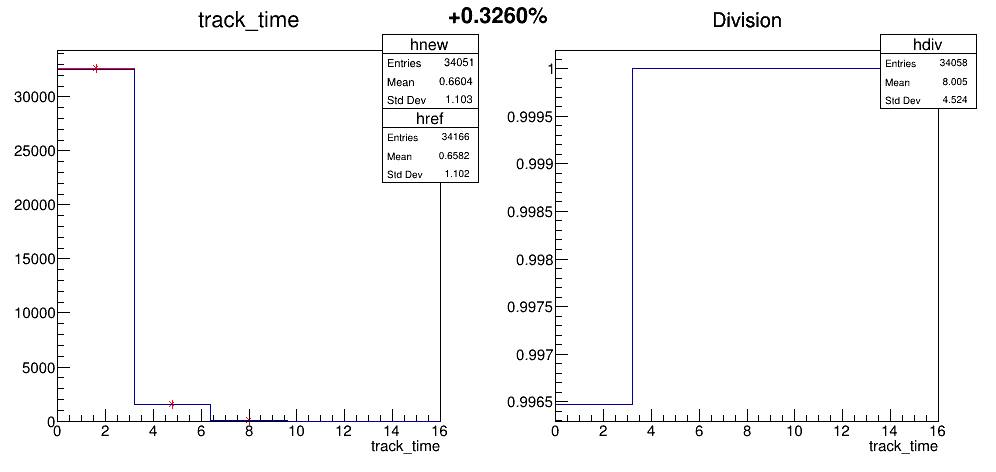 track_time
+0.3260%
Division
hnew
Entries 34051
Mean 0.6604
Std Dev 1.103
href
Entries 34166
Mean 0.6582
Std Dev 1.102
30000
25000
20000
15000
10000
5000
0
0 2 4 6 8 10 12 14 16
track_time
hdiv
Entries 34058
Mean 8.005
Std Dev 4.524
1
0.9995
0.999
0.9985
0.998
0.9975
0.997
0.9965
0 2 4 6 8 10 12 14 16
track_time